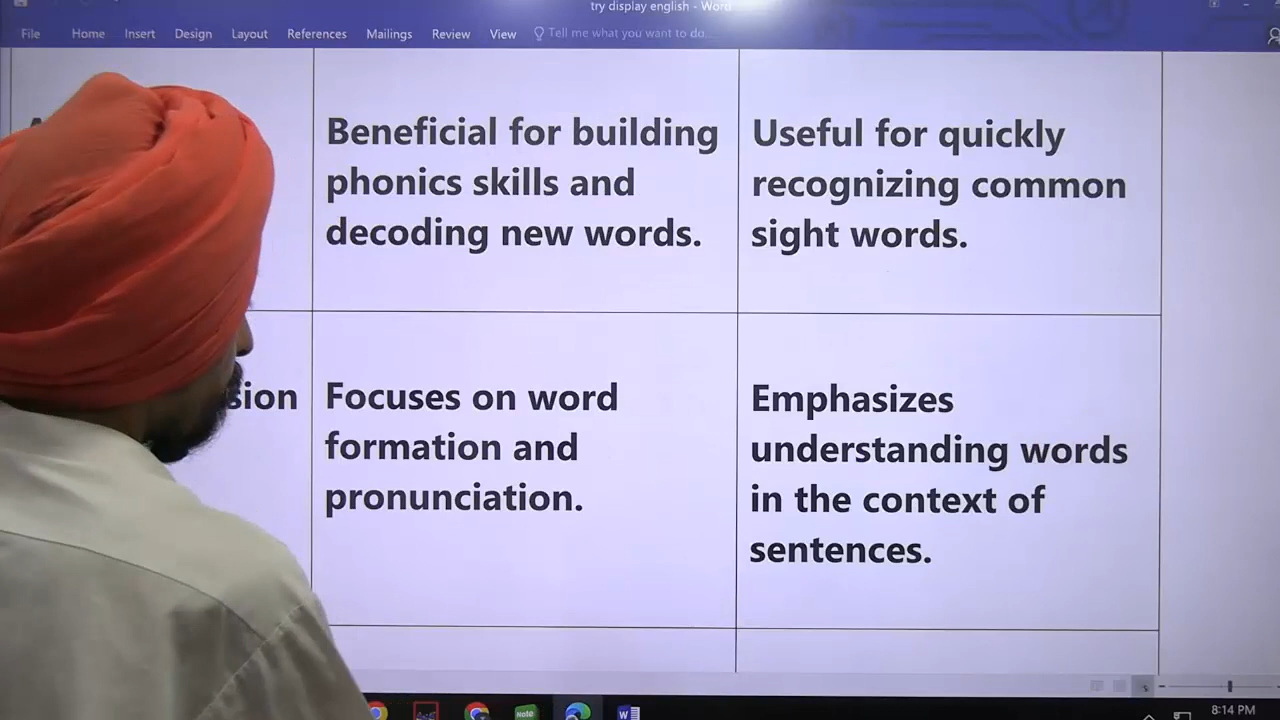 try display english - Word
File Home Insert Design Layout References Mailings Review View Tell me what you want to do...
Beneficial for building
phonics skills and
decoding new words.
Useful for quickly
recognizing common
sight words.
sion
Focuses on word
formation and
pronunciation.
Emphasizes
understanding words
in the context of
sentences.
Note
8:14 PM